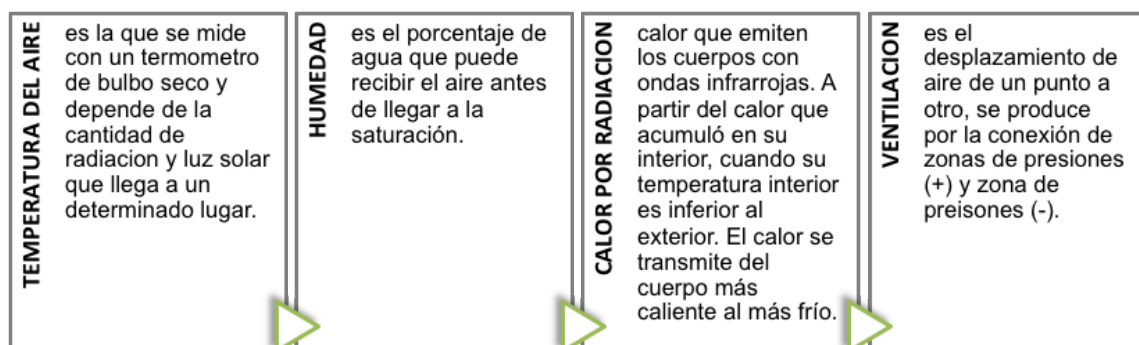 TEMPERATURA DEL AIRE
es la que se mide
con un termometro
de bulbo seco y
depende de la
cantidad de
radiacion y luz solar
que llega a un
determinado lugar.
HUMEDAD
es el porcentaje de
agua que puede
recibir el aire antes
de llegar a la
saturación.
CALOR POR RADIACION
calor que emiten
los cuerpos con
ondas infrarrojas. A
partir del calor que
acumuló en su
interior, cuando su
temperatura interior
es inferior al
exterior. El calor se
transmite del
cuerpo más
caliente al más frío.
VENTILACION
es el
desplazamiento de
aire de un punto a
otro, se produce
por la conexión de
zonas de presiones
(+) y zona de
preisones (-).